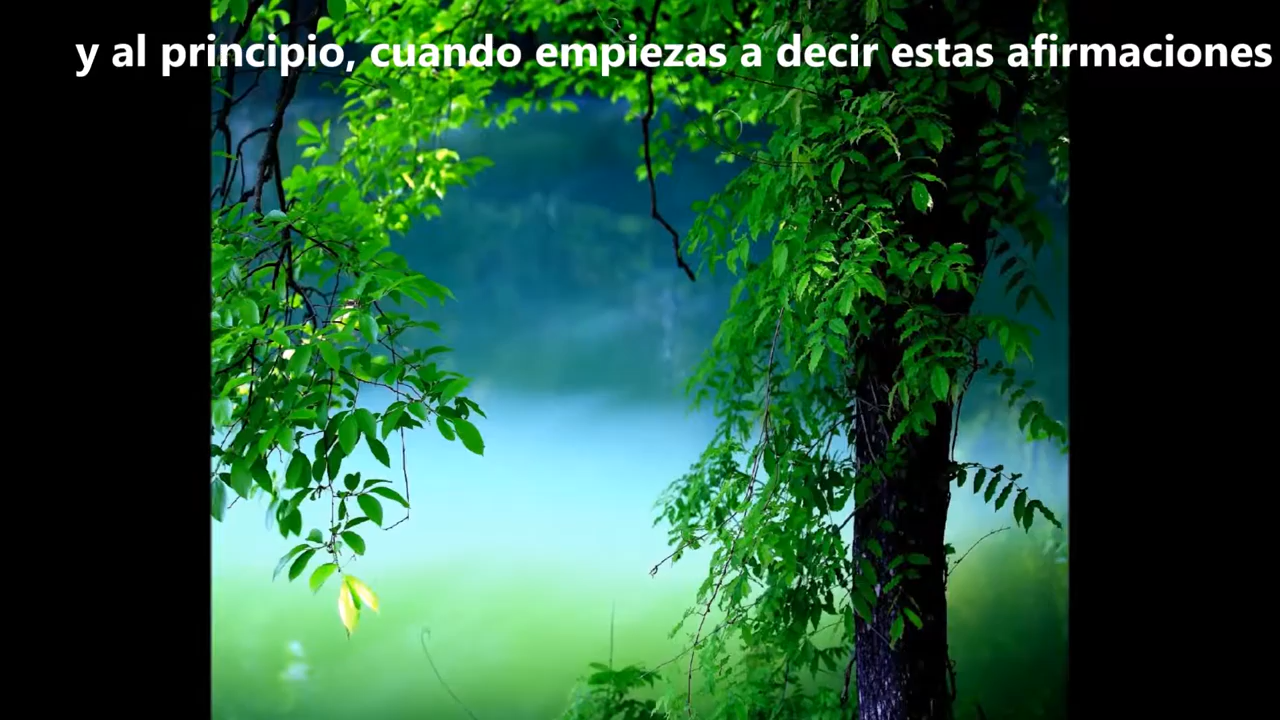 y al principio, cuando empiezas a decir estas afirmaciones